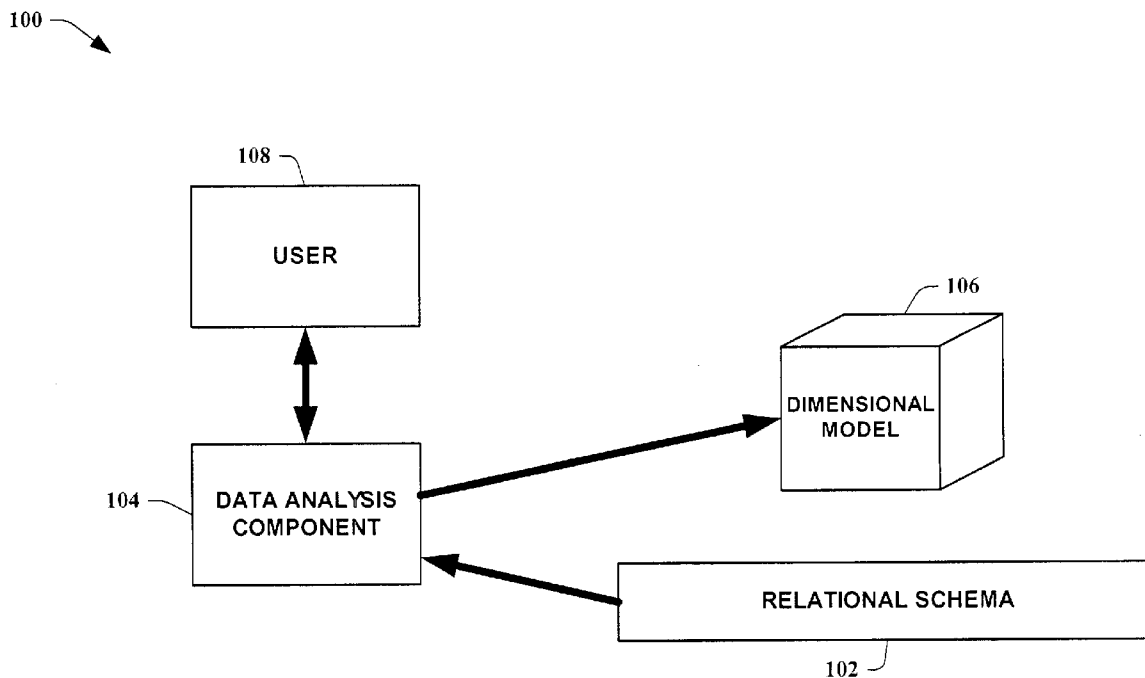 100
108
USER
106
DIMENSIONAL
MODEL
104
DATA ANALYSIS
COMPONENT
RELATIONAL SCHEMA
102